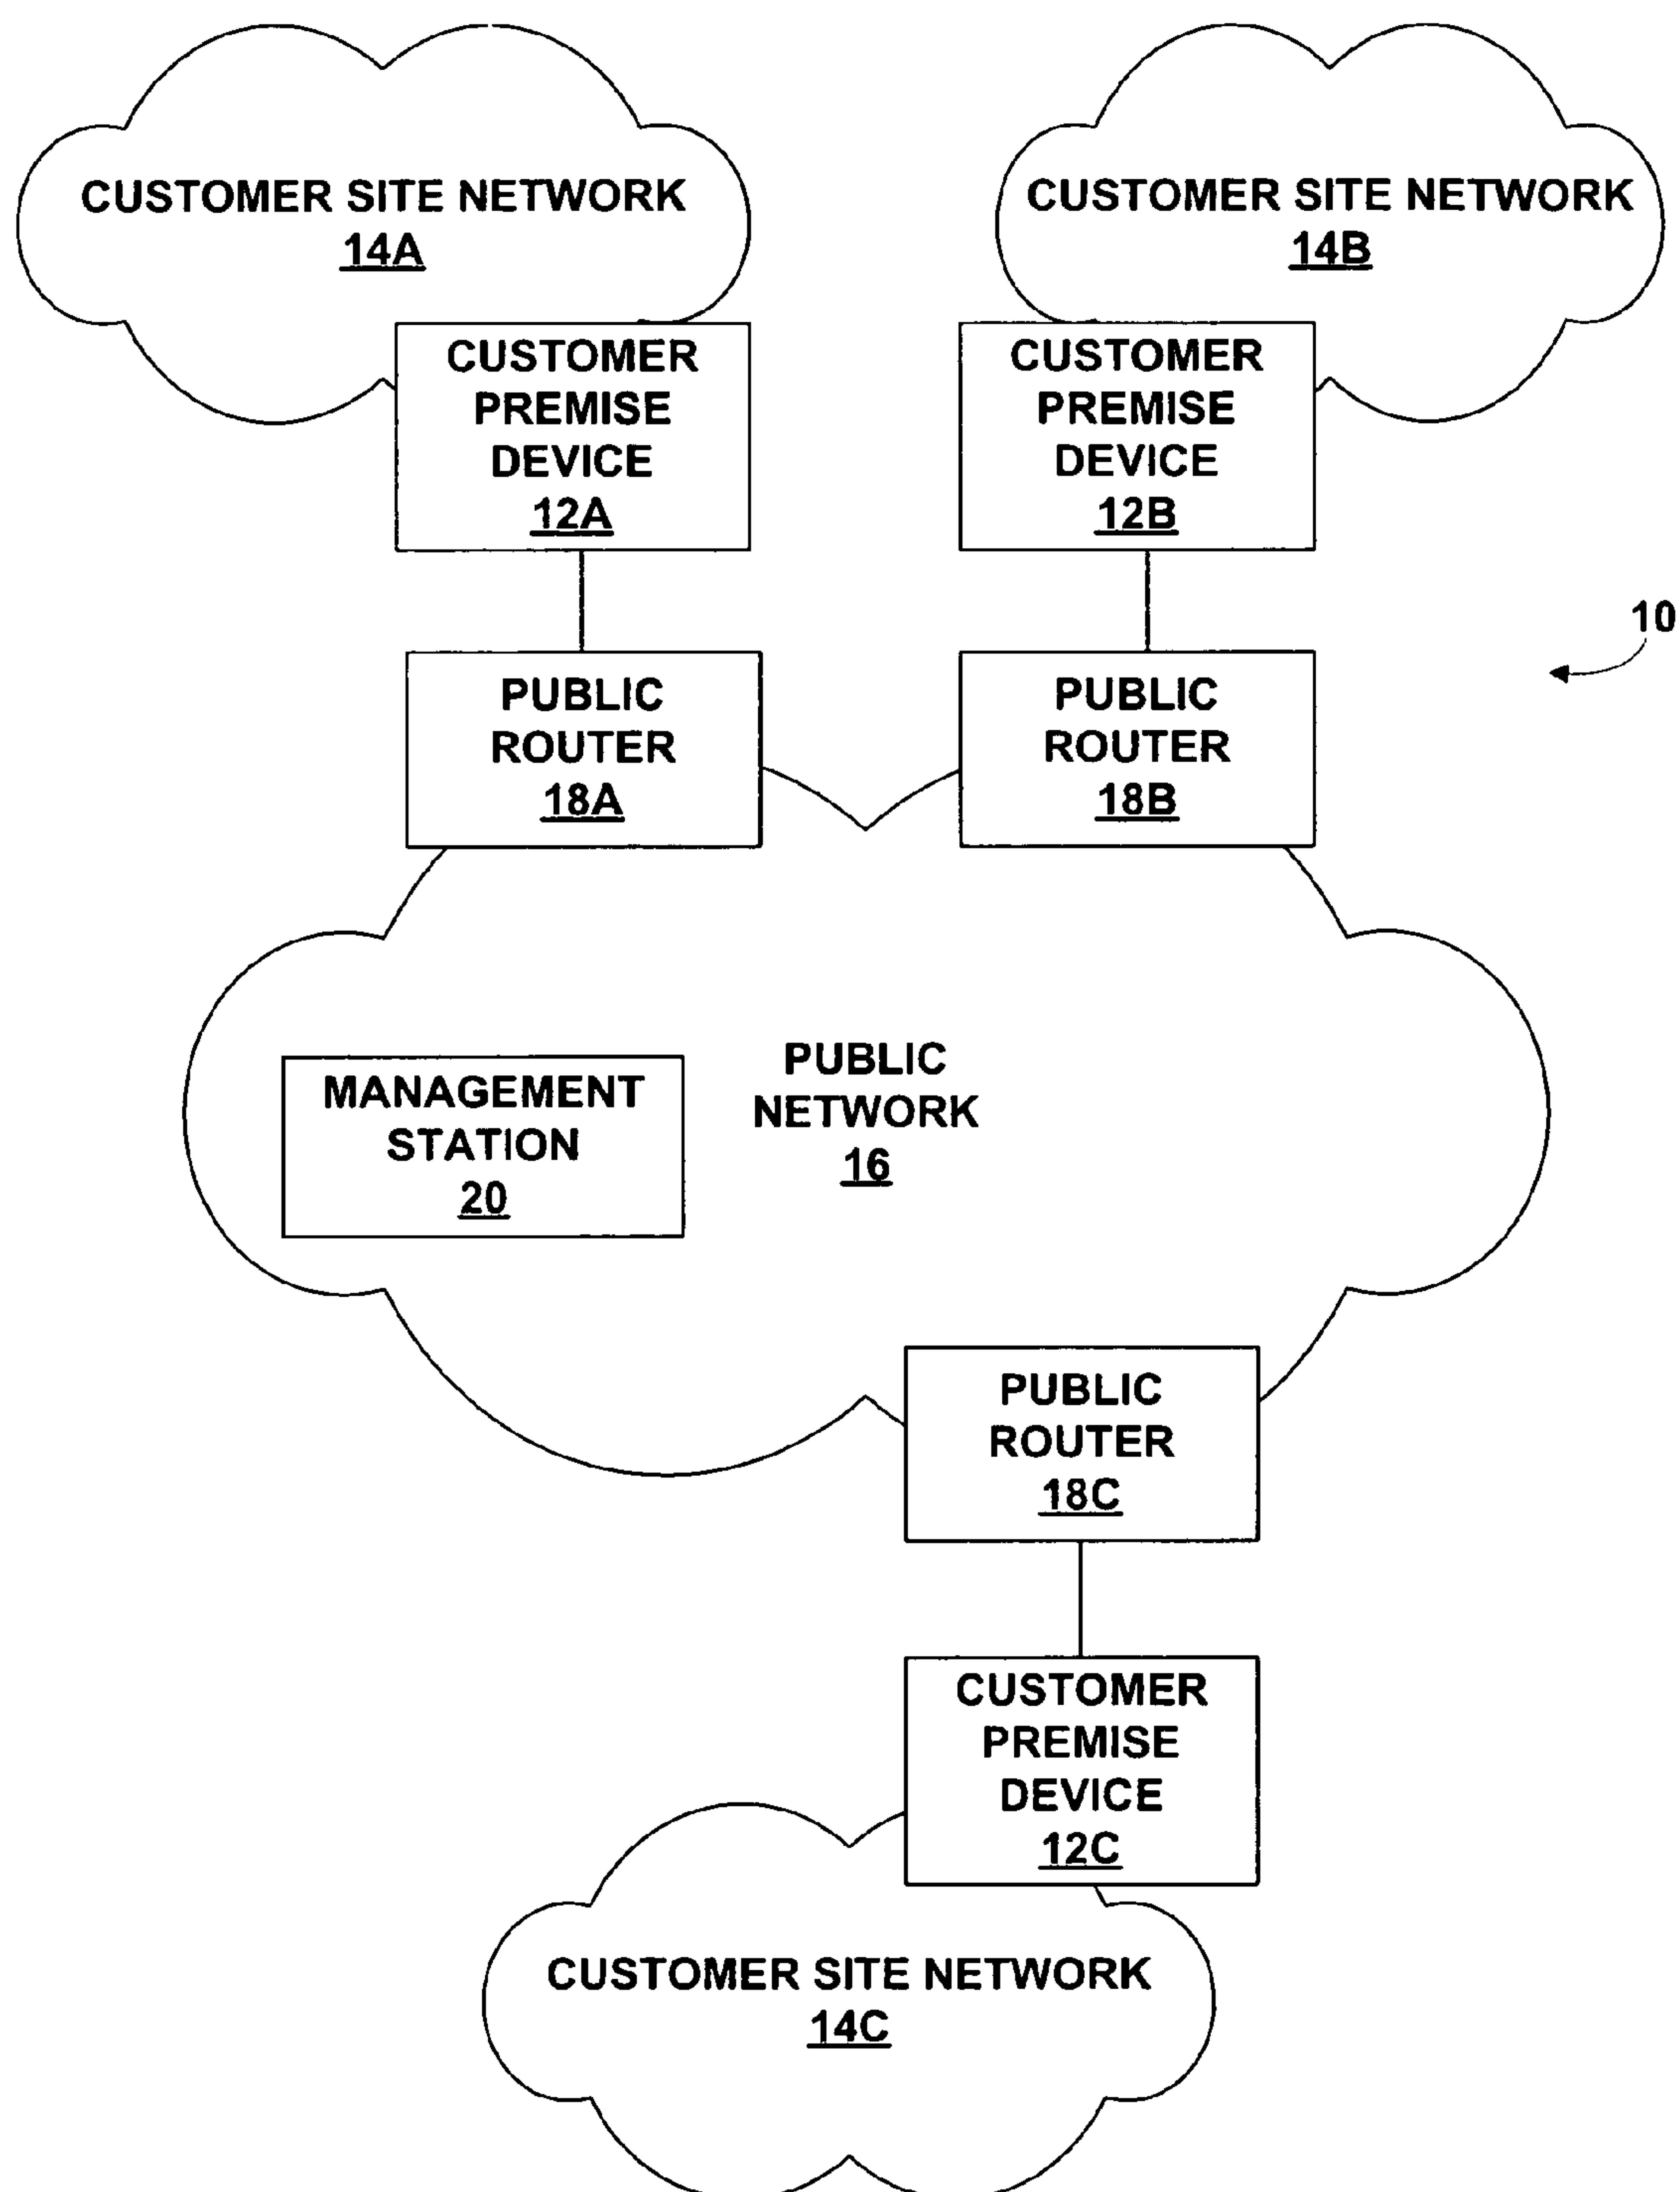 CUSTOMER SITE NETWORK
14A
CUSTOMER SITE NETWORK
14B
CUSTOMER
PREMISE
DEVICE
12A
CUSTOMER
PREMISE
DEVICE
12B
10
PUBLIC
ROUTER
18A
PUBLIC
ROUTER
18B
MANAGEMENT
STATION
20
PUBLIC
NETWORK
16
PUBLIC
ROUTER
18C
CUSTOMER
PREMISE
DEVICE
12C
CUSTOMER SITE NETWORK
14C